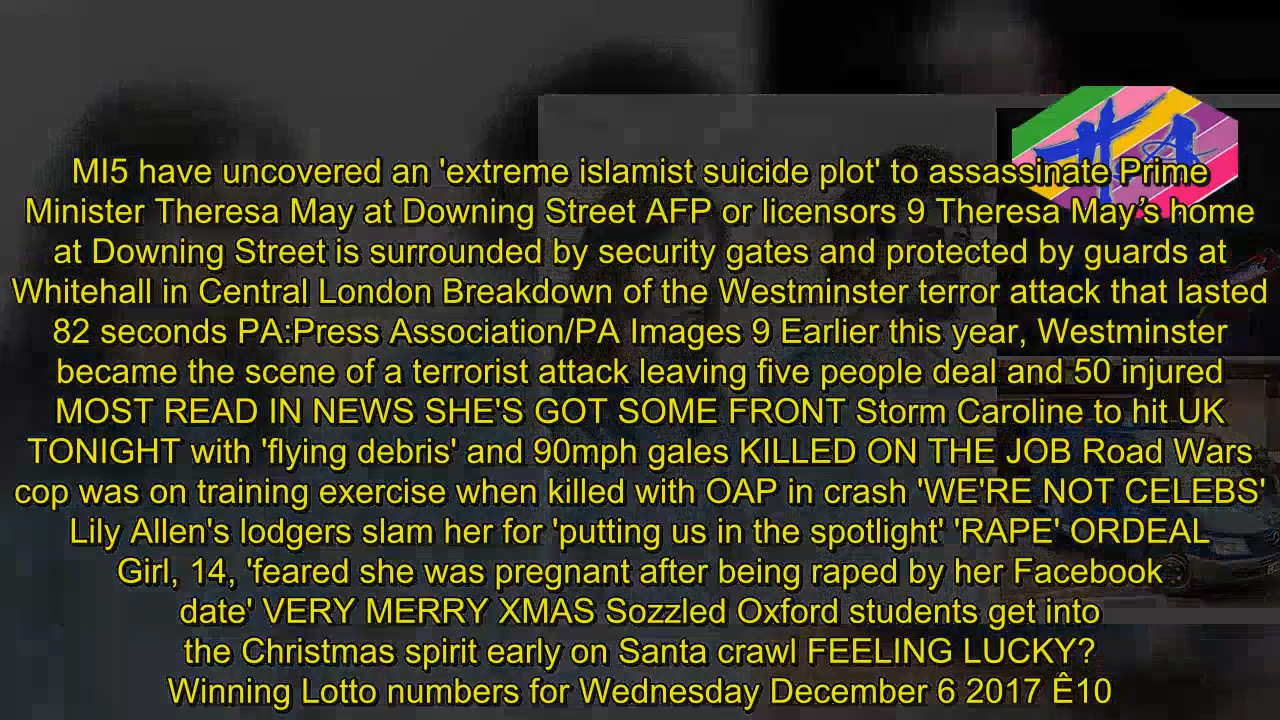 MI5 have uncovered an 'extreme islamist suicide plot' to assassinate Prime
Minister Theresa May at Downing Street AFP or licensors 9 Theresa May’s home
at Downing Street is surrounded by security gates and protected by guards at
Whitehall in Central London Breakdown of the Westminster terror attack that lasted
82 seconds PA:Press Association/PA Images 9 Earlier this year, Westminster
became the scene of a terrorist attack leaving five people deal and 50 injured
MOST READ IN NEWS SHE'S GOT SOME FRONT Storm Caroline to hit UK
TONIGHT with 'flying debris' and 90mph gales KILLED ON THE JOB Road Wars
cop was on training exercise when killed with OAP in crash 'WE'RE NOT CELEBS'
Lily Allen's lodgers slam her for 'putting us in the spotlight' 'RAPE' ORDEAL
Girl, 14, 'feared she was pregnant after being raped by her Facebook
date' VERY MERRY XMAS Sozzled Oxford students get into
the Christmas spirit early on Santa crawl FEELING LUCKY?
Winning Lotto numbers for Wednesday December 6 2017 Ê10
HA